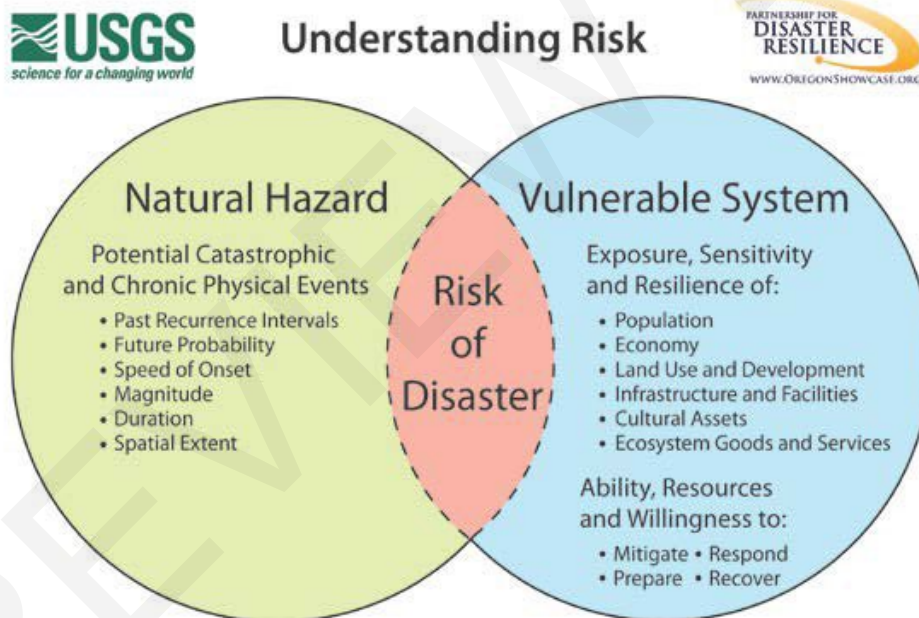 USGS
science for a changing world
Understanding Risk
PARTNERSHIP FOR
DISASTER
RESILIENCE
WWW.OREGONSHOWCASE.ORG
Natural Hazard
Potential Catastrophic
and Chronic Physical Events
• Past Recurrence Intervals
• Future Probability
• Speed of Onset
• Magnitude
• Duration
• Spatial Extent
Risk
of
Disaster
Vulnerable System
Exposure, Sensitivity
and Resilience of:
• Population
• Economy
• Land Use and Development
• Infrastructure and Facilities
• Cultural Assets
• Ecosystem Goods and Services
Ability, Resources
and Willingness to:
• Mitigate • Respond
• Prepare • Recover
PREVIEW